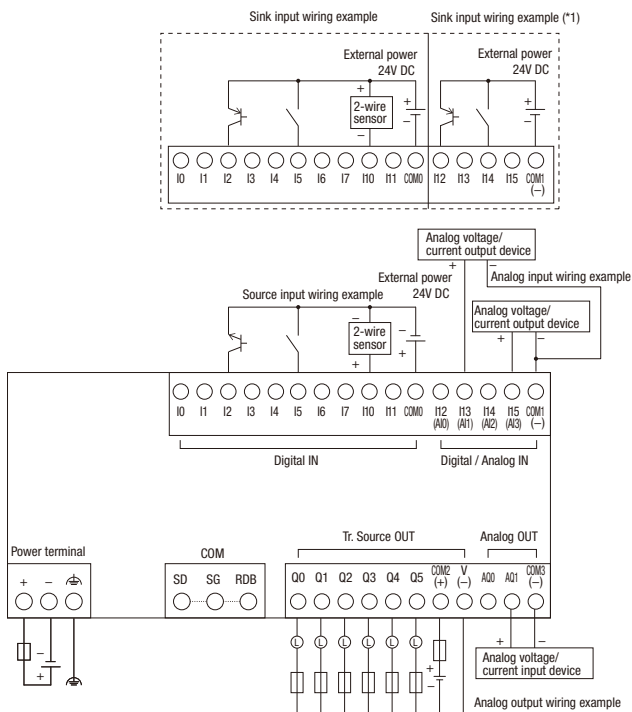 Sink input wiring example
Sink input wiring example (*1)
External power
24V DC
External power
24V DC
+
2-wire
sensor
–
+
–
+
–
I0 I1 I2 I3 I4 I5 I6 I7 I10 I11 COM0 I12 I13 I14 I15 COM1
(–)
Analog voltage/
current output device
+ –
Analog input wiring example
External power
24V DC
Source input wiring example
Analog voltage/
current output device
+ –
–
2-wire
sensor
+
–
+
I0 I1 I2 I3 I4 I5 I6 I7 I10 I11 COM0 I12 I13 I14 I15 COM1
(AI0) (AI1) (AI2) (AI3) (–)
Digital IN
Digital / Analog IN
Tr. Source OUT
Analog OUT
Power terminal
COM
+ –
SD SG RDB
Q0 Q1 Q2 Q3 Q4 Q5 COM2 V AQ0 AQ1 COM3
(+) (–) (–)
L L L L L L
–
+
+
–
+ –
Analog voltage/
current input device
Analog output wiring example